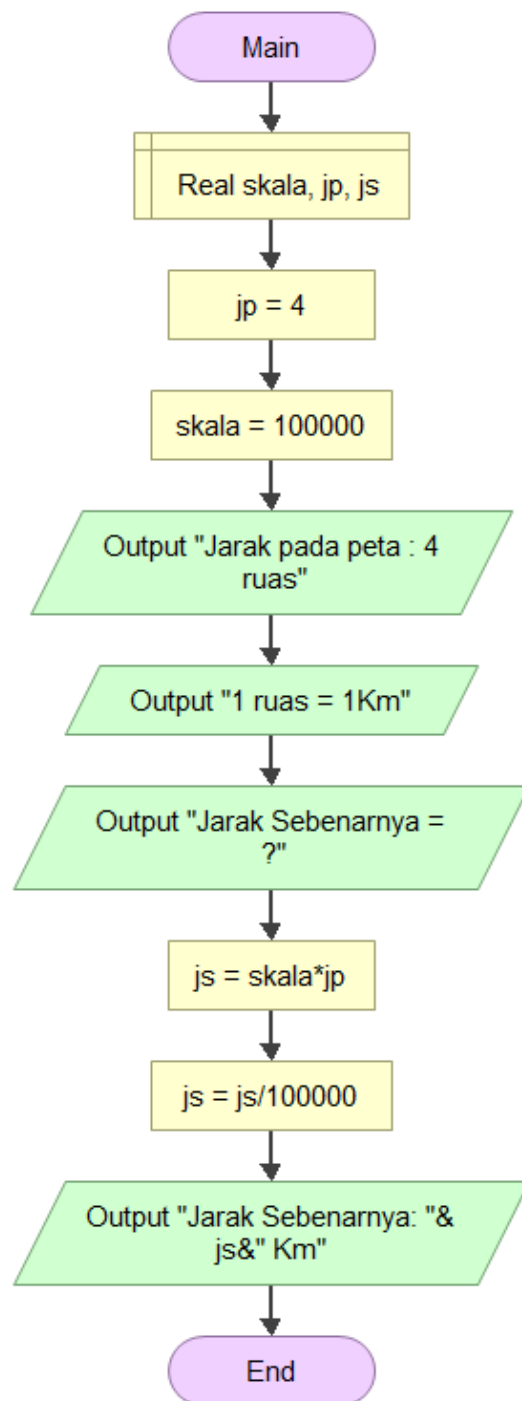 Main
Real skala, jp, js
jp = 4
skala = 100000
Output "Jarak pada peta : 4
ruas"
Output "1 ruas = 1Km"
Output "Jarak Sebenarnya =
?"
js = skala*jp
js = js/100000
Output "Jarak Sebenarnya: "&
js&" Km"
End